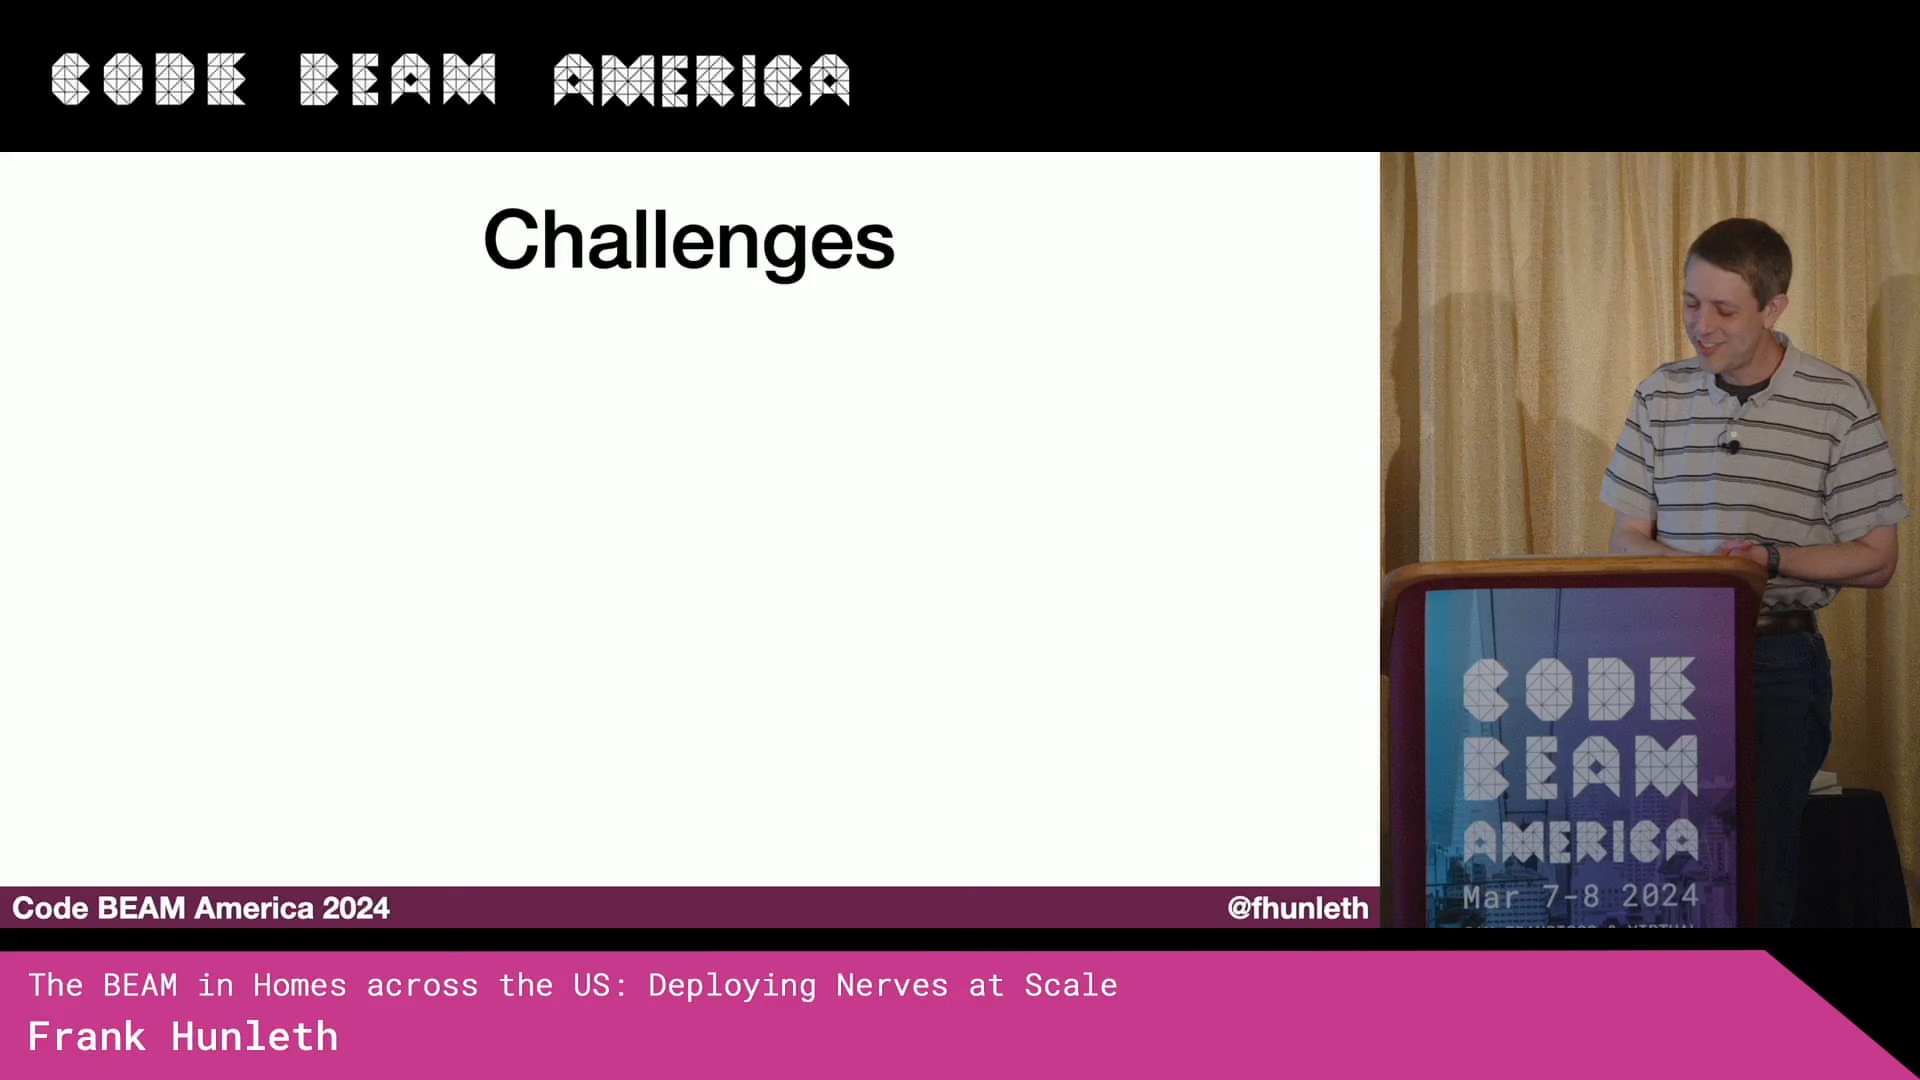 CODE BEAM AMERICA
Challenges
CODE
BEAM
AMERICA
Mar 7-8 2024
Code BEAM America 2024
@fhunleth
The BEAM in Homes across the US: Deploying Nerves at Scale
Frank Hunleth